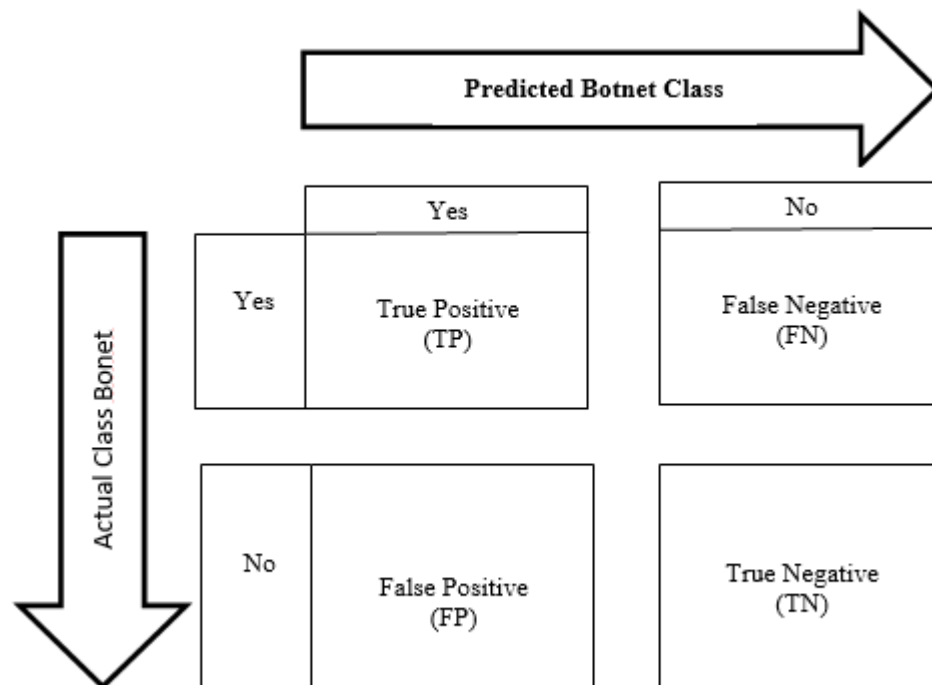 Predicted Botnet Class
Yes
No
Yes
True Positive
(TP)
False Negative
(FN)
Actual Class Bonet
No
False Positive
(FP)
True Negative
(TN)